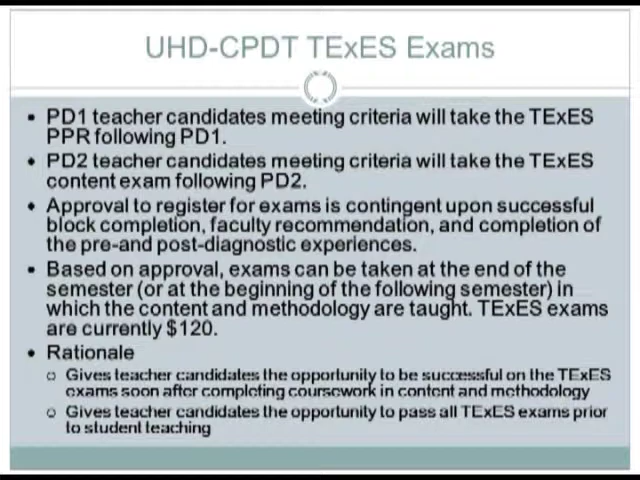 UHD-CPDT TExES Exams
• PD1 teacher candidates meeting criteria will take the TExES
PPR following PD1.
• PD2 teacher candidates meeting criteria will take the TExES
content exam following PD2.
• Approval to register for exams is contingent upon successful
block completion, faculty recommendation, and completion of
the pre-and post-diagnostic experiences.
• Based on approval, exams can be taken at the end of the
semester (or at the beginning of the following semester) in
which the content and methodology are taught. TExES exams
are currently $120.
• Rationale
○ Gives teacher candidates the opportunity to be successful on the TExES
exams soon after completing coursework in content and methodology
○ Gives teacher candidates the opportunity to pass all TExES exams prior
to student teaching